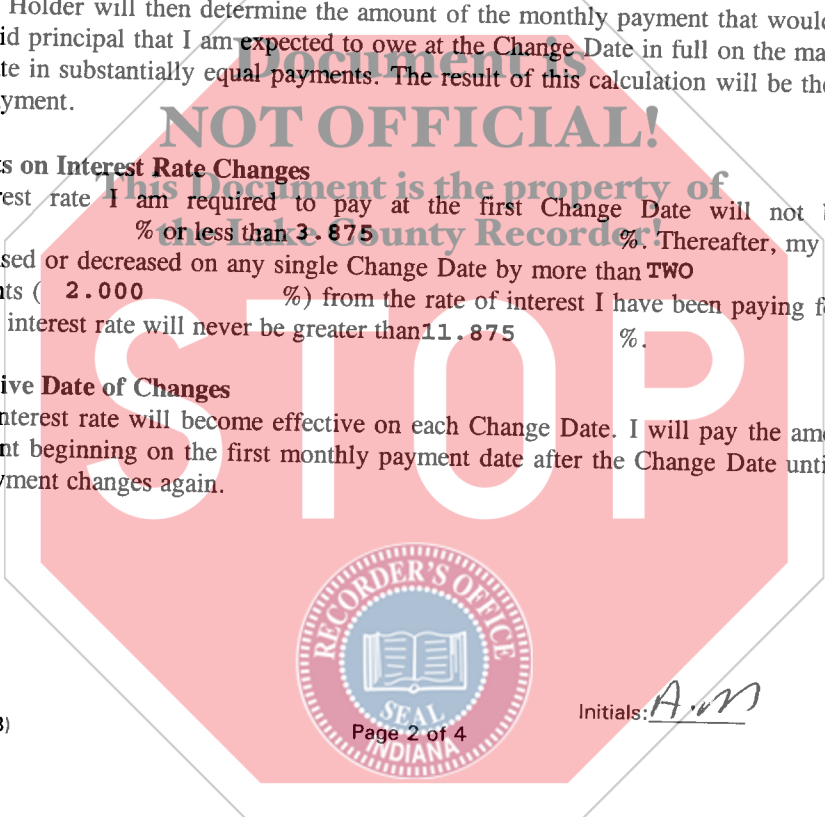 Holder will then determine the amount of the monthly payment that would
id principal that I am expected to owe at the Change Date in full on the ma
te in substantially equal payments. The result of this calculation will be the
yment.
Document is
NOT OFFICIAL!
This Document is the property of
the Lake County Recorder!
s on Interest Rate Changes
rest rate I am required to pay at the first Change Date will not
% or less than 3.875 %. Thereafter, my
sed or decreased on any single Change Date by more than TWO
nts ( 2.000 %) from the rate of interest I have been paying f
interest rate will never be greater than 11.875 %.
ive Date of Changes
nterest rate will become effective on each Change Date. I will pay the am
nt beginning on the first monthly payment date after the Change Date unti
yment changes again.
STOP
RECORDER'S OFFICE
SEAL
INDIANA
Initials: A.M
3)
Page 2 of 4